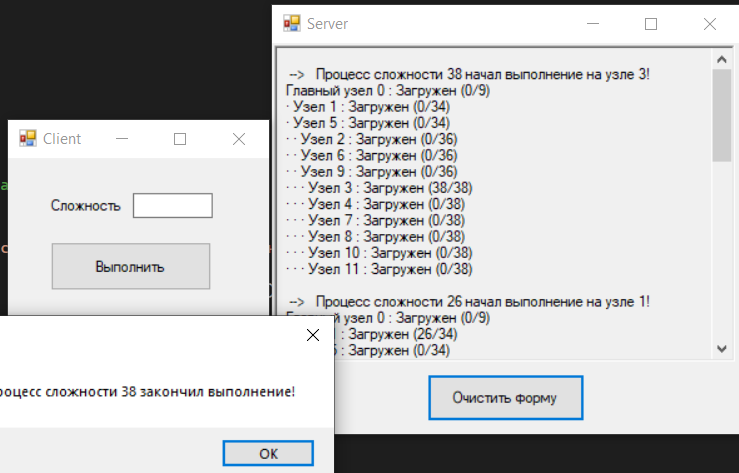 Server
--> Процесс сложности 38 начал выполнение на узле 3!
Главный узел 0 : Загружен (0/9)
· Узел 1 : Загружен (0/34)
· Узел 5 : Загружен (0/34)
· · Узел 2 : Загружен (0/36)
· · Узел 6 : Загружен (0/36)
· · Узел 9 : Загружен (0/36)
· · · Узел 3 : Загружен (38/38)
· · · Узел 4 : Загружен (0/38)
· · · Узел 7 : Загружен (0/38)
· · · Узел 8 : Загружен (0/38)
· · · Узел 10 : Загружен (0/38)
· · · Узел 11 : Загружен (0/38)
--> Процесс сложности 26 начал выполнение на узле 1!
узел 0 : Загружен (0/9)
: Загружен (26/34)
: Загружен (0/34)
Очистить форму
Client
Сложность
Выполнить
роцесс сложности 38 закончил выполнение!
OK